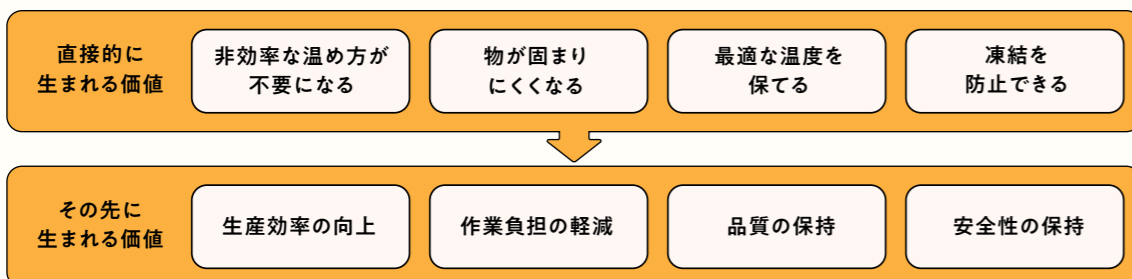 直接的に
生まれる価値
非効率な温め方が
不要になる
物が固まり
にくくなる
最適な温度を
保てる
凍結を
防止できる
その先に
生まれる価値
生産効率の向上
作業負担の軽減
品質の保持
安全性の保持